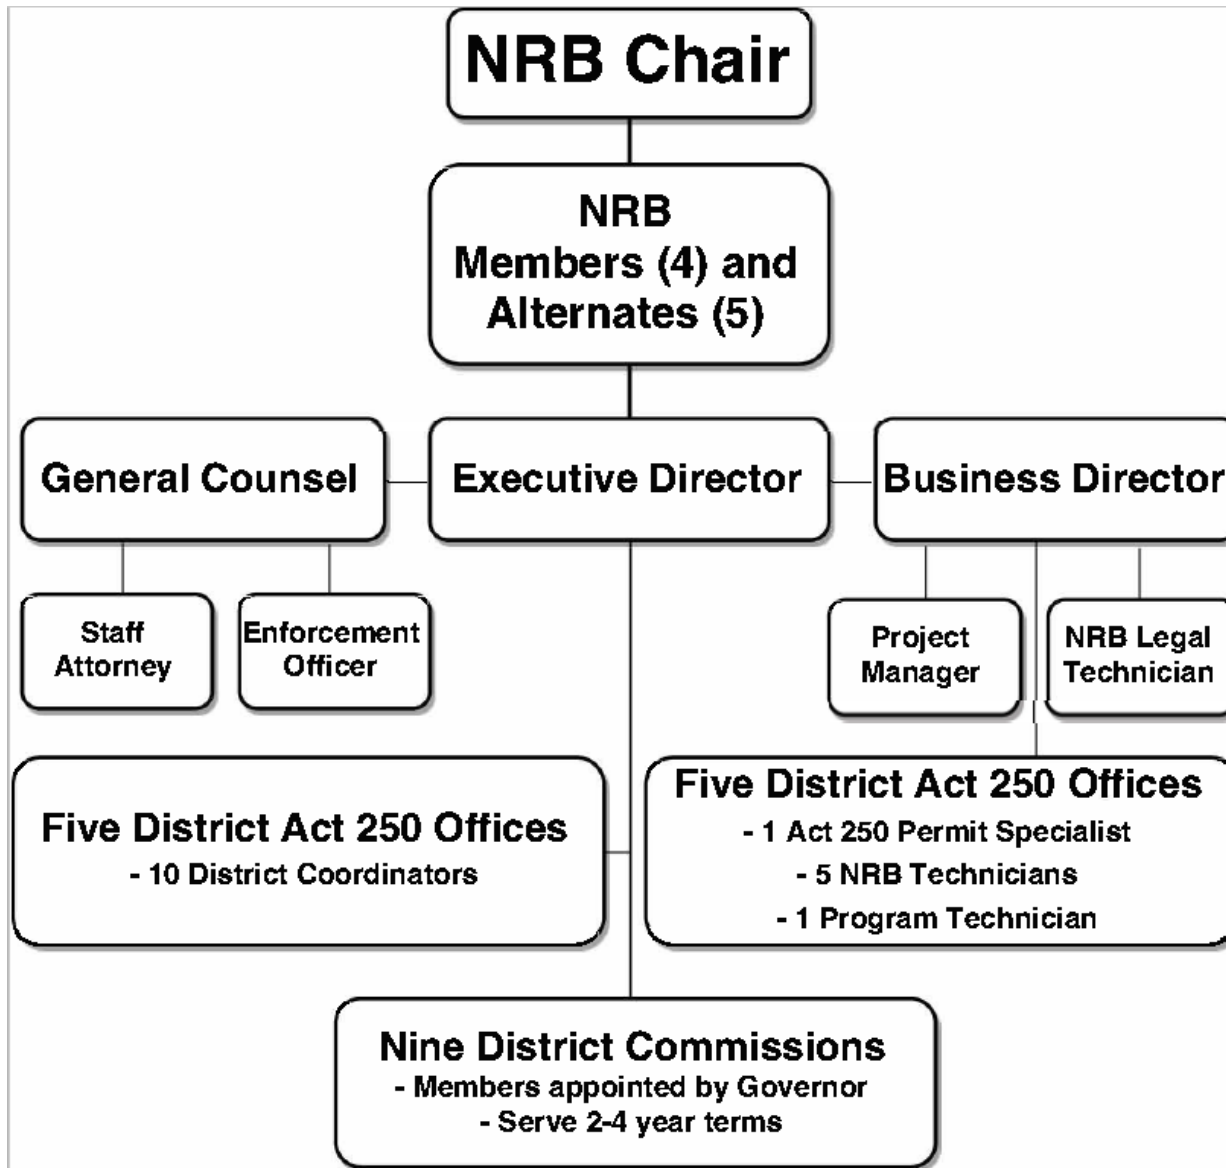 NRB Chair
NRB
Members (4) and
Alternates (5)
General Counsel
Executive Director
Business Director
Staff
Attorney
Enforcement
Officer
Project
Manager
NRB Legal
Technician
Five District Act 250 Offices
- 10 District Coordinators
Five District Act 250 Offices
- 1 Act 250 Permit Specialist
- 5 NRB Technicians
- 1 Program Technician
Nine District Commissions
- Members appointed by Governor
- Serve 2-4 year terms